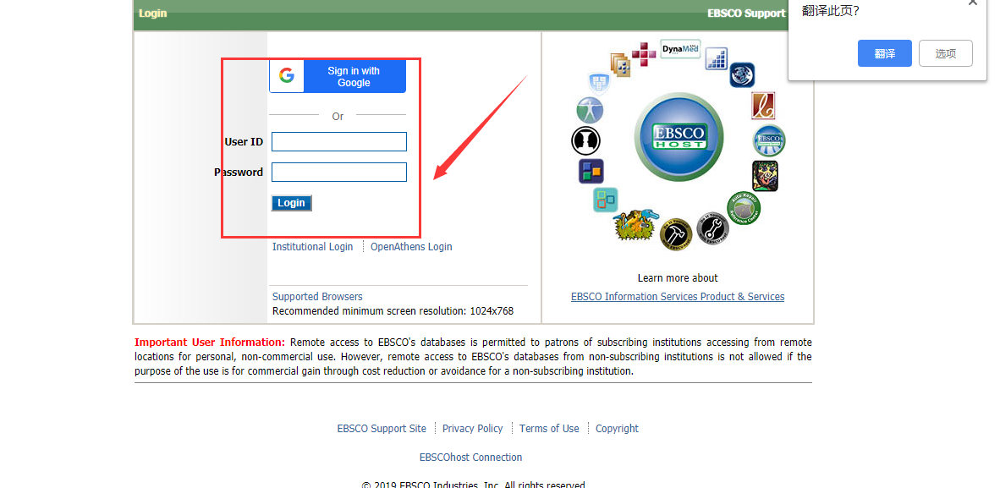 Login
EBSCO Support
翻译此页?
翻译
选项
Sign in with
Google
Or
User ID
Password
Login
Institutional Login
OpenAthens Login
Supported Browsers
Recommended minimum screen resolution: 1024x768
DynaMed
EBSCO
HOST
EBSCO
Auto Repair
Reference Center
Learn more about
EBSCO Information Services Product & Services
Important User Information: Remote access to EBSCO's databases is permitted to patrons of subscribing institutions accessing from remote
locations for personal, non-commercial use. However, remote access to EBSCO's databases from non-subscribing institutions is not allowed if the
purpose of the use is for commercial gain through cost reduction or avoidance for a non-subscribing institution.
EBSCO Support Site
Privacy Policy
Terms of Use
Copyright
EBSCOhost Connection
© 2019 EBSCO Industries, Inc. All rights reserved.